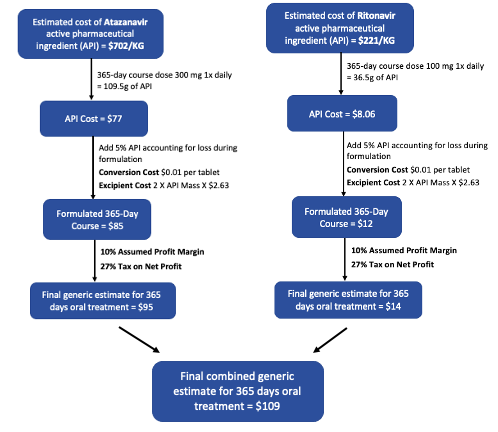 Estimated cost of Atazanavir
active pharmaceutical
ingredient (API) = $702/KG
365-day course dose 300 mg 1x daily
= 109.5g of API
API Cost = $77
Add 5% API accounting for loss during
formulation
Conversion Cost $0.01 per tablet
Excipient Cost 2 X API Mass X $2.63
Formulated 365-Day
Course = $85
10% Assumed Profit Margin
27% Tax on Net Profit
Final generic estimate for 365
days oral treatment = $95
Estimated cost of Ritonavir
active pharmaceutical
ingredient (API) = $221/KG
365-day course dose 100 mg 1x daily
= 36.5g of API
API Cost = $8.06
Add 5% API accounting for loss during
formulation
Conversion Cost $0.01 per tablet
Excipient Cost 2 X API Mass X $2.63
Formulated 365-Day
Course = $12
10% Assumed Profit Margin
27% Tax on Net Profit
Final generic estimate for 365
days oral treatment = $14
Final combined generic
estimate for 365 days oral
treatment = $109